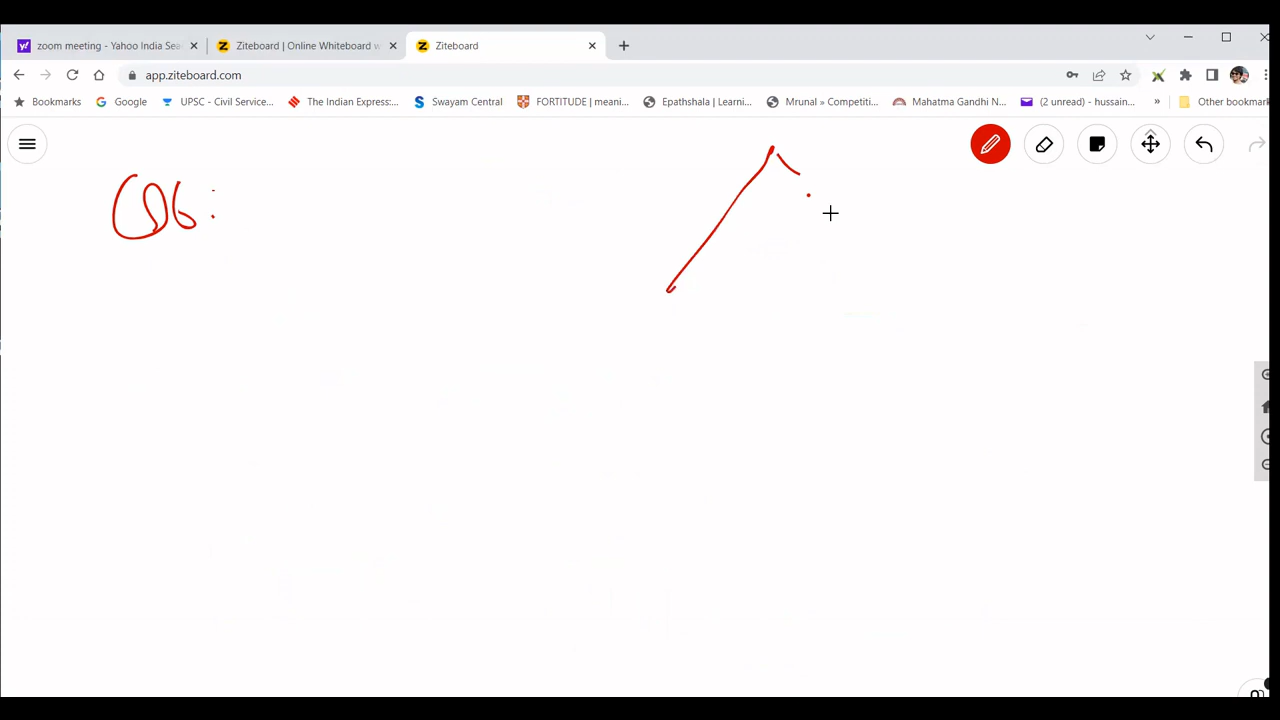 zoom meeting - Yahoo India Sea
Ziteboard | Online Whiteboard w
Ziteboard
app.ziteboard.com
Bookmarks
Google
UPSC - Civil Service...
The Indian Express:...
Swayam Central
FORTITUDE | meani...
Epathshala | Learni...
Mrunal » Competiti...
Mahatma Gandhi N...
(2 unread) - hussain...
»
Other bookmark